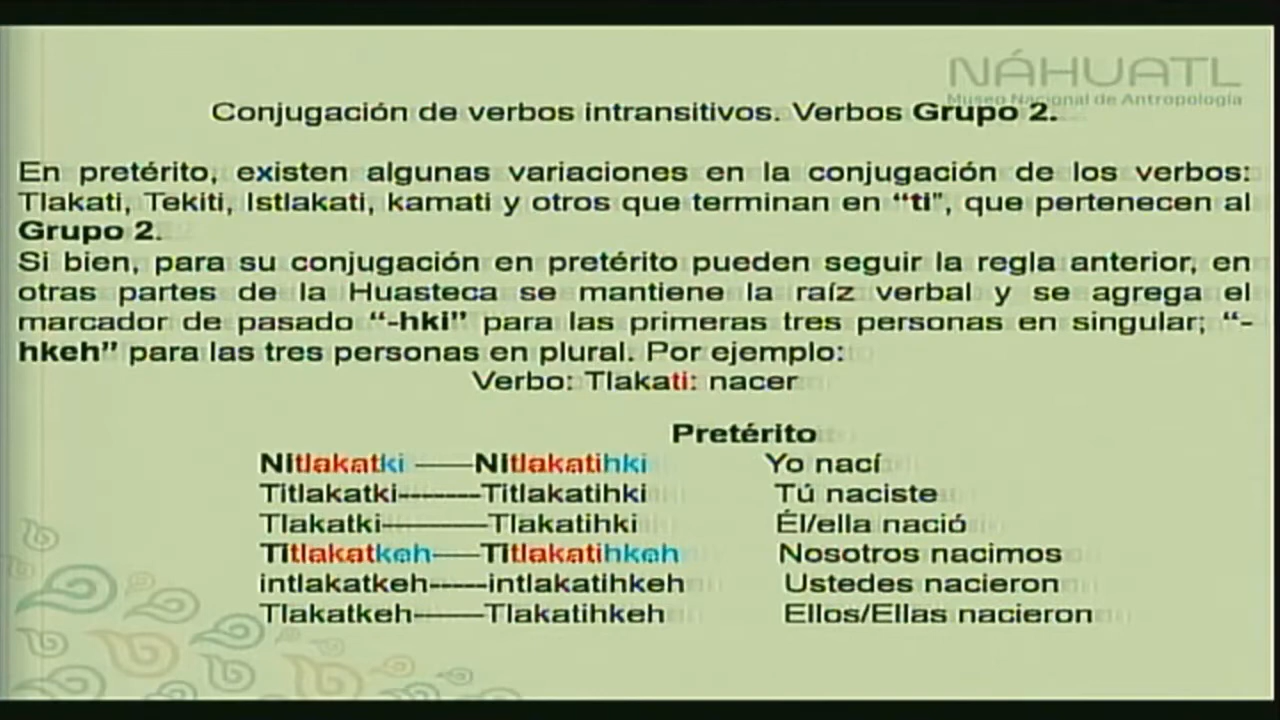 NÁHUATL
Museo Nacional de Antropología
Conjugación de verbos intransitivos. Verbos Grupo 2.
En pretérito, existen algunas variaciones en la conjugación de los verbos:
Tlakati, Tekiti, Istlakati, kamati y otros que terminan en “ti”, que pertenecen al
Grupo 2.
Si bien, para su conjugación en pretérito pueden seguir la regla anterior, en
otras partes de la Huasteca se mantiene la raíz verbal y se agrega el
marcador de pasado “-hki” para las primeras tres personas en singular; “-
hkeh” para las tres personas en plural. Por ejemplo:
Verbo: Tlakati: nacer
Pretérito
Nitlakatki ------Nitlakatihki Yo nací
Titlakatki--------Titlakatihki Tú naciste
Tlakatki----------Tlakatihki Él/ella nació
Titlakatkeh-----Titlakatihkeh Nosotros nacimos
intlakatkeh------intlakatihkeh Ustedes nacieron
Tlakatkeh-------Tlakatihkeh Ellos/Ellas nacieron